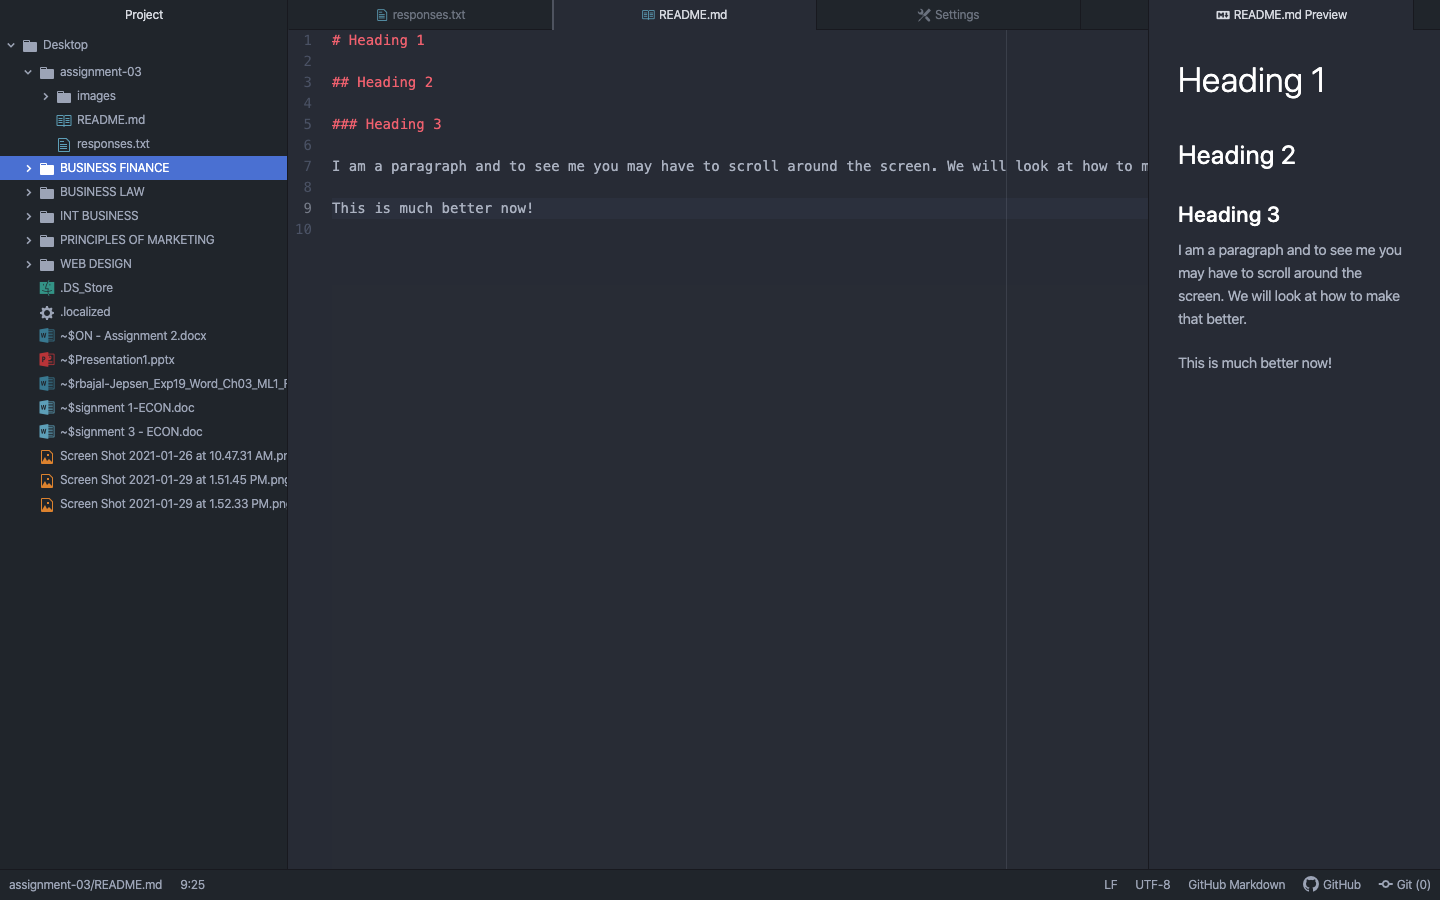 Project
Desktop
assignment-03
images
README.md
responses.txt
BUSINESS FINANCE
BUSINESS LAW
INT BUSINESS
PRINCIPLES OF MARKETING
WEB DESIGN
.DS_Store
.localized
~$ON - Assignment 2.docx
~$Presentation1.pptx
~$rbajal-Jepsen_Exp19_Word_Ch03_ML1_F
~$signment 1-ECON.doc
~$signment 3 - ECON.doc
Screen Shot 2021-01-26 at 10.47.31 AM.pr
Screen Shot 2021-01-29 at 1.51.45 PM.png
Screen Shot 2021-01-29 at 1.52.33 PM.pn
responses.txt
README.md
Settings
1 # Heading 1
2
3 ## Heading 2
4
5 ### Heading 3
6
7 I am a paragraph and to see me you may have to scroll around the screen. We will look at how to m
8
9 This is much better now!
10
README.md Preview
Heading 1
Heading 2
Heading 3
I am a paragraph and to see me you
may have to scroll around the
screen. We will look at how to make
that better.
This is much better now!
assignment-03/README.md 9:25
LF UTF-8 GitHub Markdown GitHub Git (0)